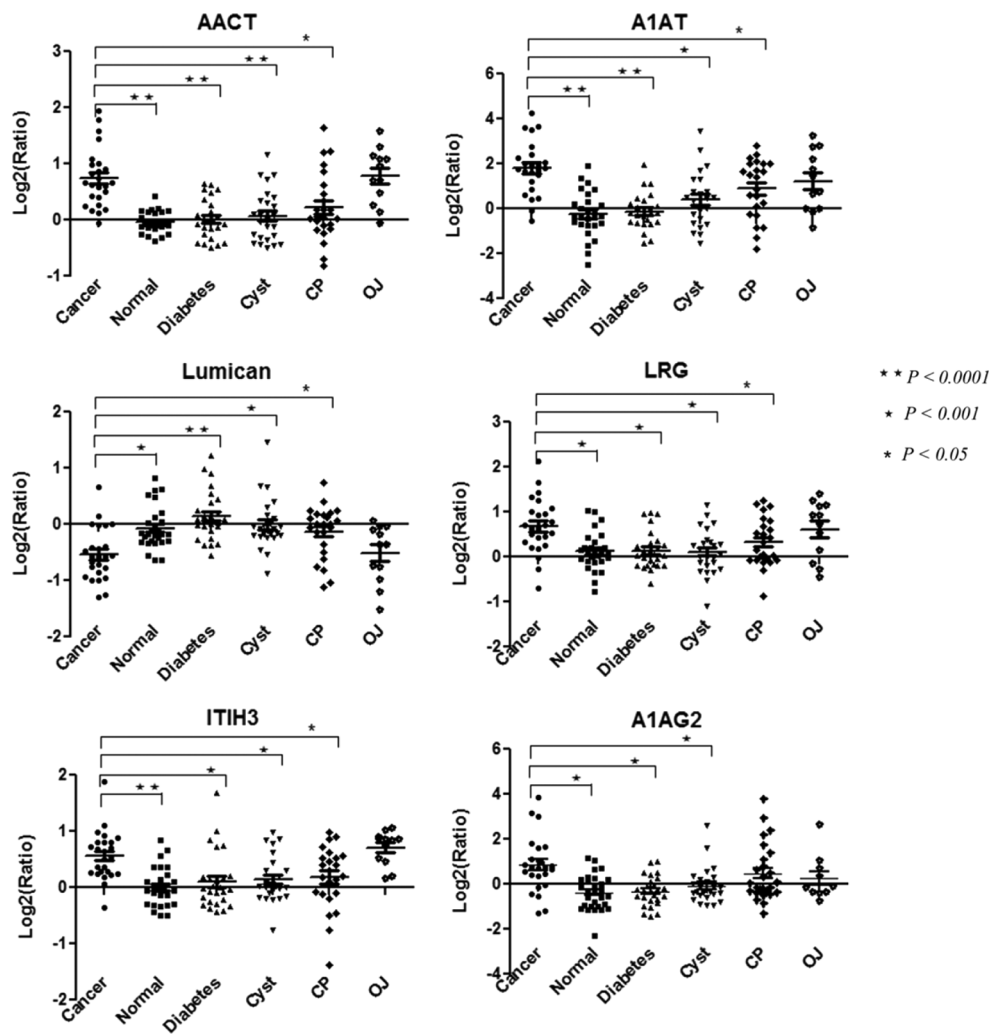 AACT
* 
★ ★
★ ★
★ ★
3
2
1
0
-1
Log2(Ratio)
Cancer
Normal
Diabetes
Cyst
CP
OJ
A1AT
*
★
★ ★
★ ★
6
4
2
0
-2
-4
Log2(Ratio)
Cancer
Normal
Diabetes
Cyst
CP
OJ
Lumican
*
★
★ ★
★
2
1
0
-1
-2
Log2(Ratio)
Cancer
Normal
Diabetes
Cyst
CP
OJ
LRG
*
★
★
★
3
2
1
0
-1
-2
Log2(Ratio)
Cancer
Normal
Diabetes
Cyst
CP
OJ
★ ★ P < 0.0001
★ P < 0.001
* P < 0.05
ITIH3
*
★
★
★ ★
2
1
0
-1
-2
Log2(Ratio)
Cancer
Normal
Diabetes
Cyst
CP
OJ
A1AG2
★
★
★
6
4
2
0
-2
-4
Log2(Ratio)
Cancer
Normal
Diabetes
Cyst
CP
OJ